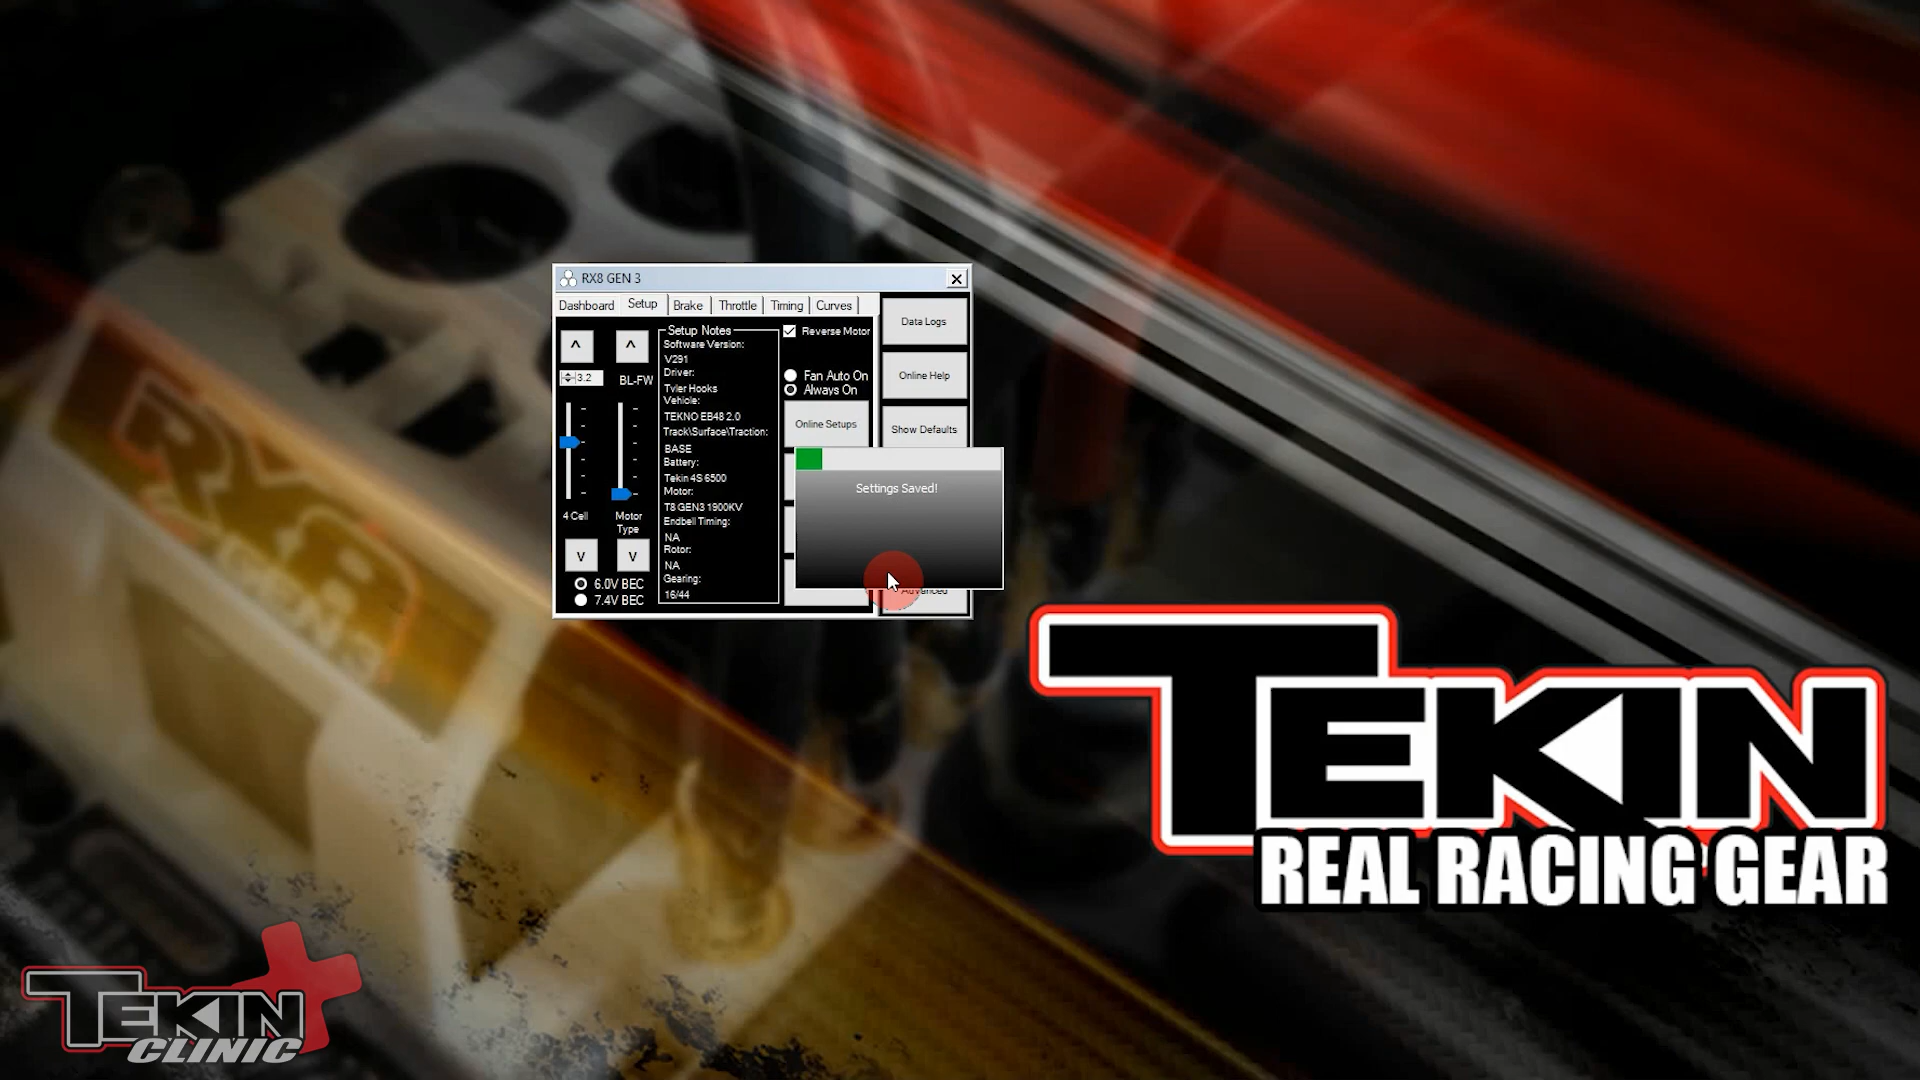 RX8 GEN 3
Dashboard Setup Brake Throttle Timing Curves
Data Logs
Online Help
Show Defaults
Advanced
^ ^
3.2 BL-FW
4 Cell Motor Type
v v
6.0V BEC
7.4V BEC
Setup Notes
Software Version:
V291
Driver:
Tyler Hooks
Vehicle:
TEKNO EB48 2.0
Track\Surface\Traction:
BASE
Battery:
Tekin 4S 6500
Motor:
T8 GEN3 1900KV
Endbell Timing:
NA
Rotor:
NA
Gearing:
16/44
Reverse Motor
Fan Auto On
Always On
Online Setups
Settings Saved!
RX8
GEN 3
TEKIN
REAL RACING GEAR
TEKIN
CLINIC